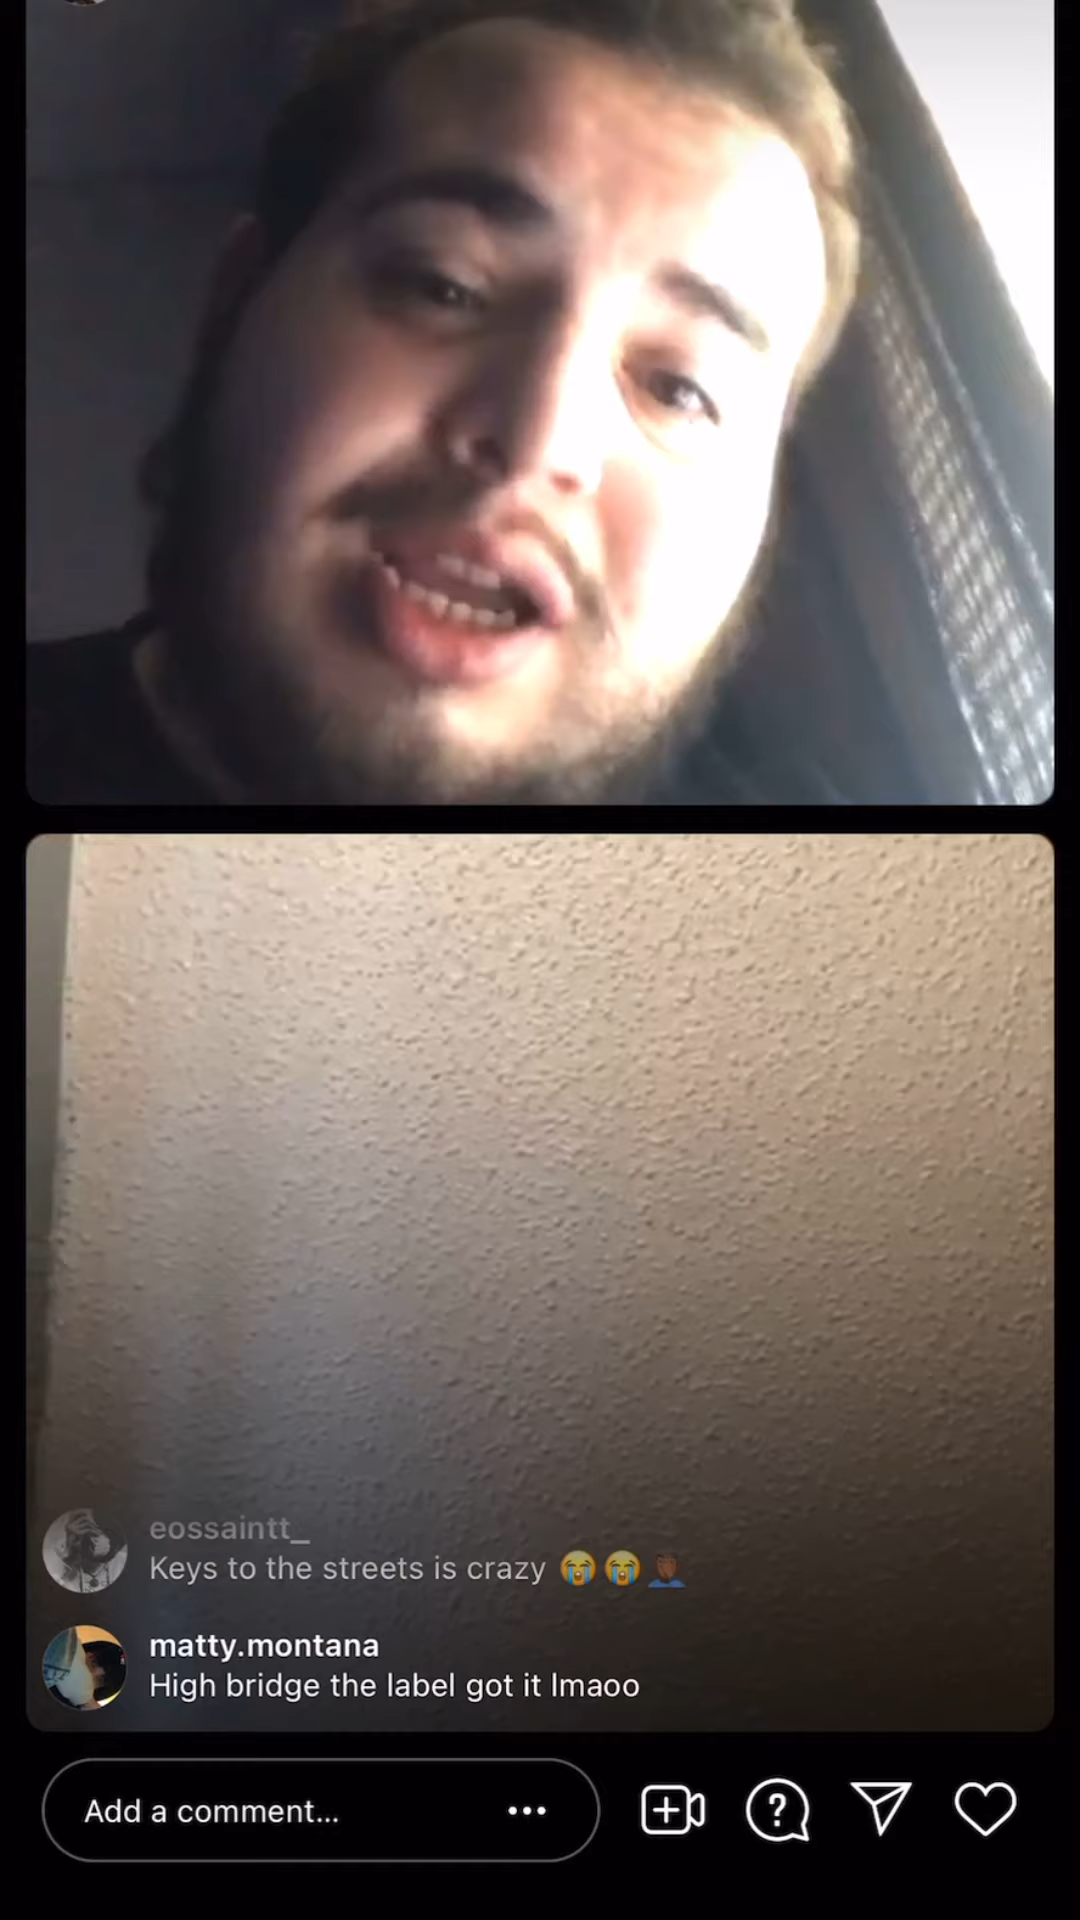 eossaintt_
Keys to the streets is crazy 😭😭🤦🏾‍♂️
matty.montana
High bridge the label got it lmaoo
Add a comment...